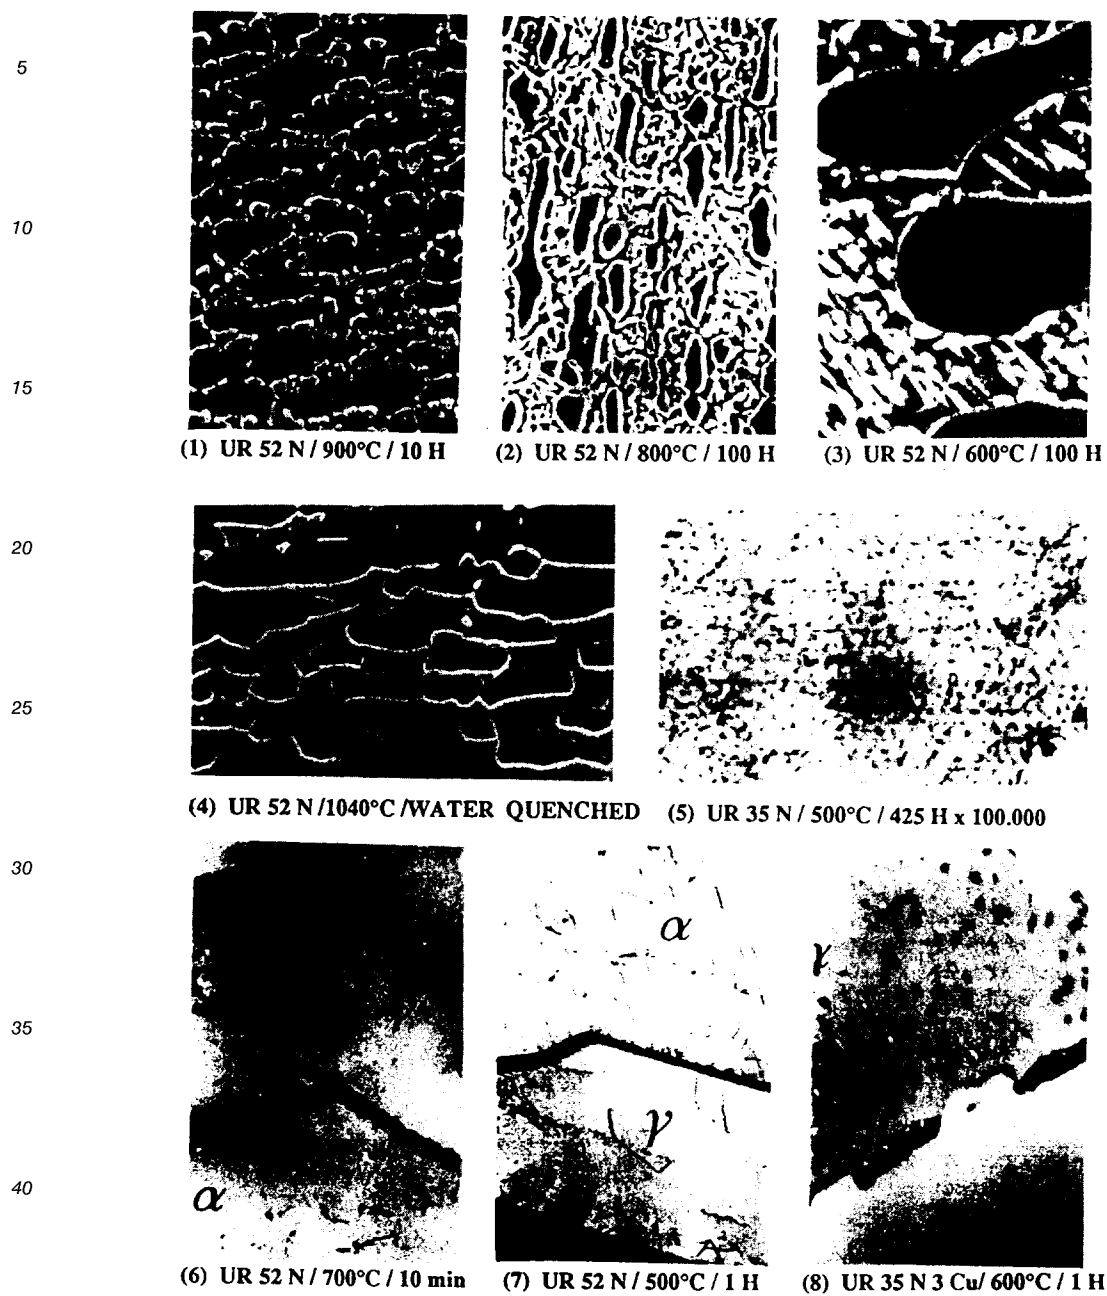 5
10
15
(1) UR 52 N / 900°C / 10 H
(2) UR 52 N / 800°C / 100 H
(3) UR 52 N / 600°C / 100 H
20
25
(4) UR 52 N /1040°C /WATER QUENCHED
(5) UR 35 N / 500°C / 425 H x 100.000
30
α
γ
35
γ
40
α
(6) UR 52 N / 700°C / 10 min
(7) UR 52 N / 500°C / 1 H
(8) UR 35 N 3 Cu/ 600°C / 1 H